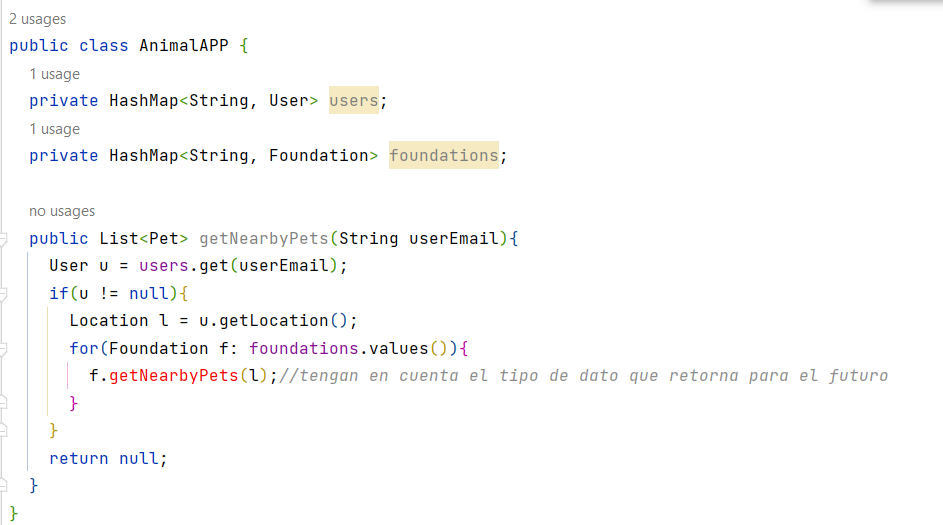 2 usages
public class AnimalAPP {
1 usage
private HashMap<String, User> users;
1 usage
private HashMap<String, Foundation> foundations;
no usages
public List<Pet> getNearbyPets(String userEmail){
User u = users.get(userEmail);
if(u != null){
Location l = u.getLocation();
for(Foundation f: foundations.values()){
f.getNearbyPets(l);//tengan en cuenta el tipo de dato que retorna para el futuro
}
}
return null;
}
}